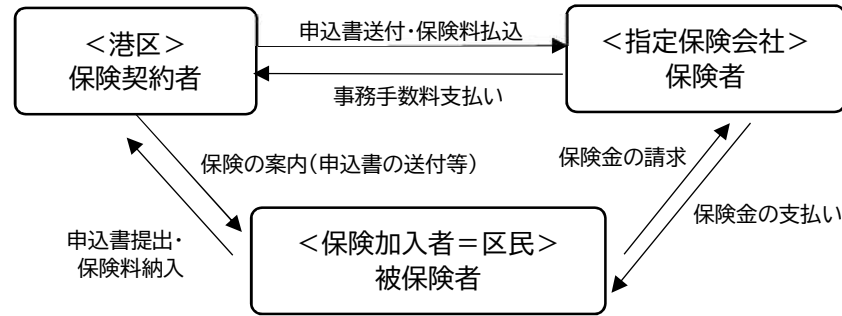 ＜港区＞
保険契約者
申込書送付・保険料払込
事務手数料支払い
＜指定保険会社＞
保険者
保険の案内（申込書の送付等）
保険金の請求
保険金の支払い
申込書提出・
保険料納入
＜保険加入者＝区民＞
被保険者